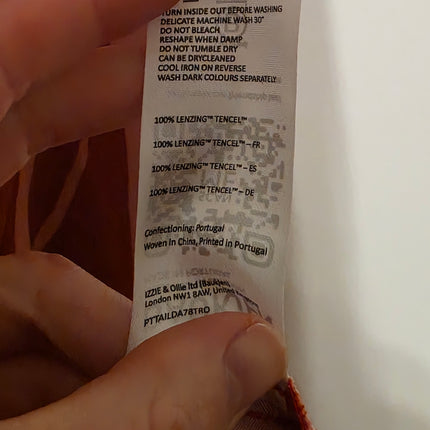 TURN INSIDE OUT BEFORE WASHING
DELICATE MACHINE WASH 30°
DO NOT BLEACH
RESHAPE WHEN DAMP
DO NOT TUMBLE DRY
CAN BE DRYCLEANED
COOL IRON ON REVERSE
WASH DARK COLOURS SEPARATELY
100% LENZING™ TENCEL™
100% LENZING™ TENCEL™ – FR
100% LENZING™ TENCEL™ – ES
100% LENZING™ TENCEL™ – DE
Confectioning: Portugal
Woven in China, Printed in Portugal
IZZIE & Ollie ltd
London NW1 8AW,
PTTAILDA78TRO